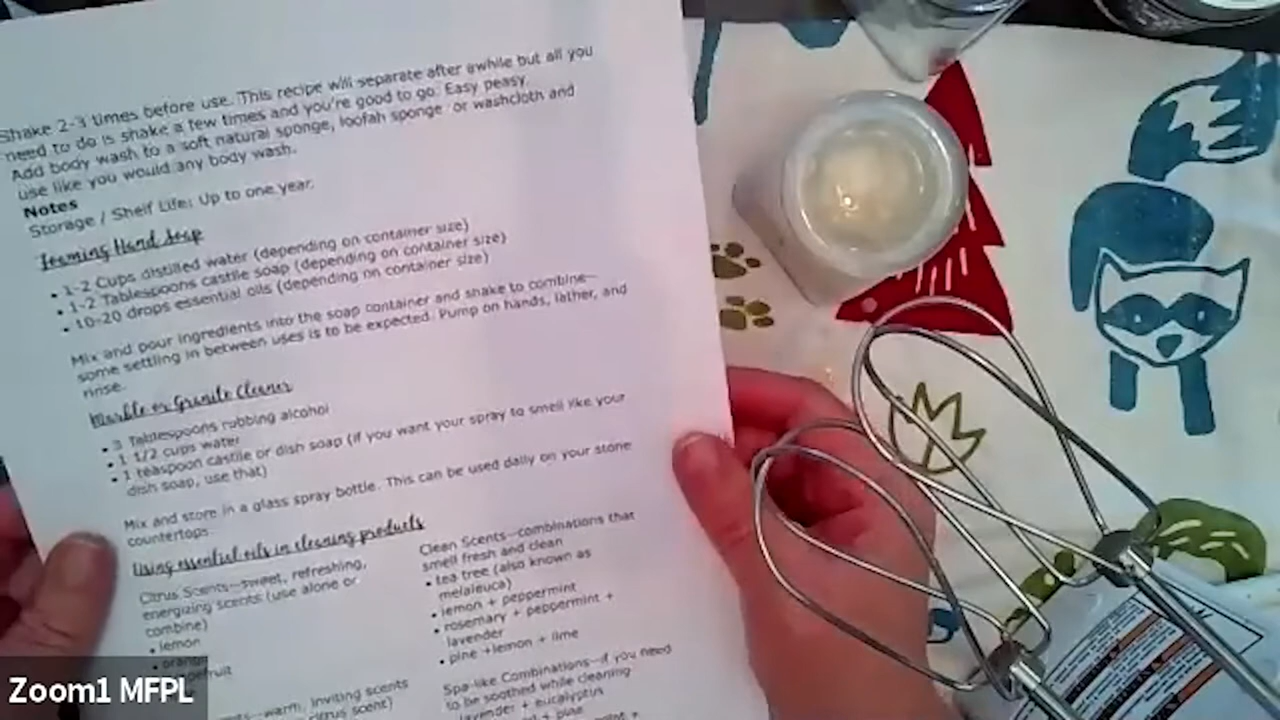 Shake 2-3 times before use. This recipe will separate after awhile but all you
need to do is shake a few times and you're good to go. Easy peasy.
Add body wash to a soft natural sponge, loofah sponge or washcloth and
use like you would any body wash.
Notes
Storage / Shelf Life: Up to one year.
Foaming Hand Soap
• 1-2 Cups distilled water (depending on container size)
• 1-2 Tablespoons castile soap (depending on container size)
• 10-20 drops essential oils (depending on container size)
Mix and pour ingredients into the soap container and shake to combine—
some settling in between uses is to be expected. Pump on hands, lather, and
rinse.
Marble or Granite Cleaner
• 3 Tablespoons rubbing alcohol
• 1 1/2 cups water
• 1 teaspoon castile or dish soap (if you want your spray to smell like your
dish soap, use that)
Mix and store in a glass spray bottle. This can be used daily on your stone
countertops.
Using essential oils in cleaning products
Citrus Scents—sweet, refreshing,
energizing scents (use alone or
combine)
• lemon
• orange
Clean Scents—combinations that
smell fresh and clean
• tea tree (also known as
melaleuca)
• lemon + peppermint
• rosemary + peppermint +
lavender
• pine +lemon + lime
warm, inviting scents
citrus scent)
Spa-like Combinations—if you need
to be soothed while cleaning
lavender + eucalyptus
+ pine
Zoom1 MFPL